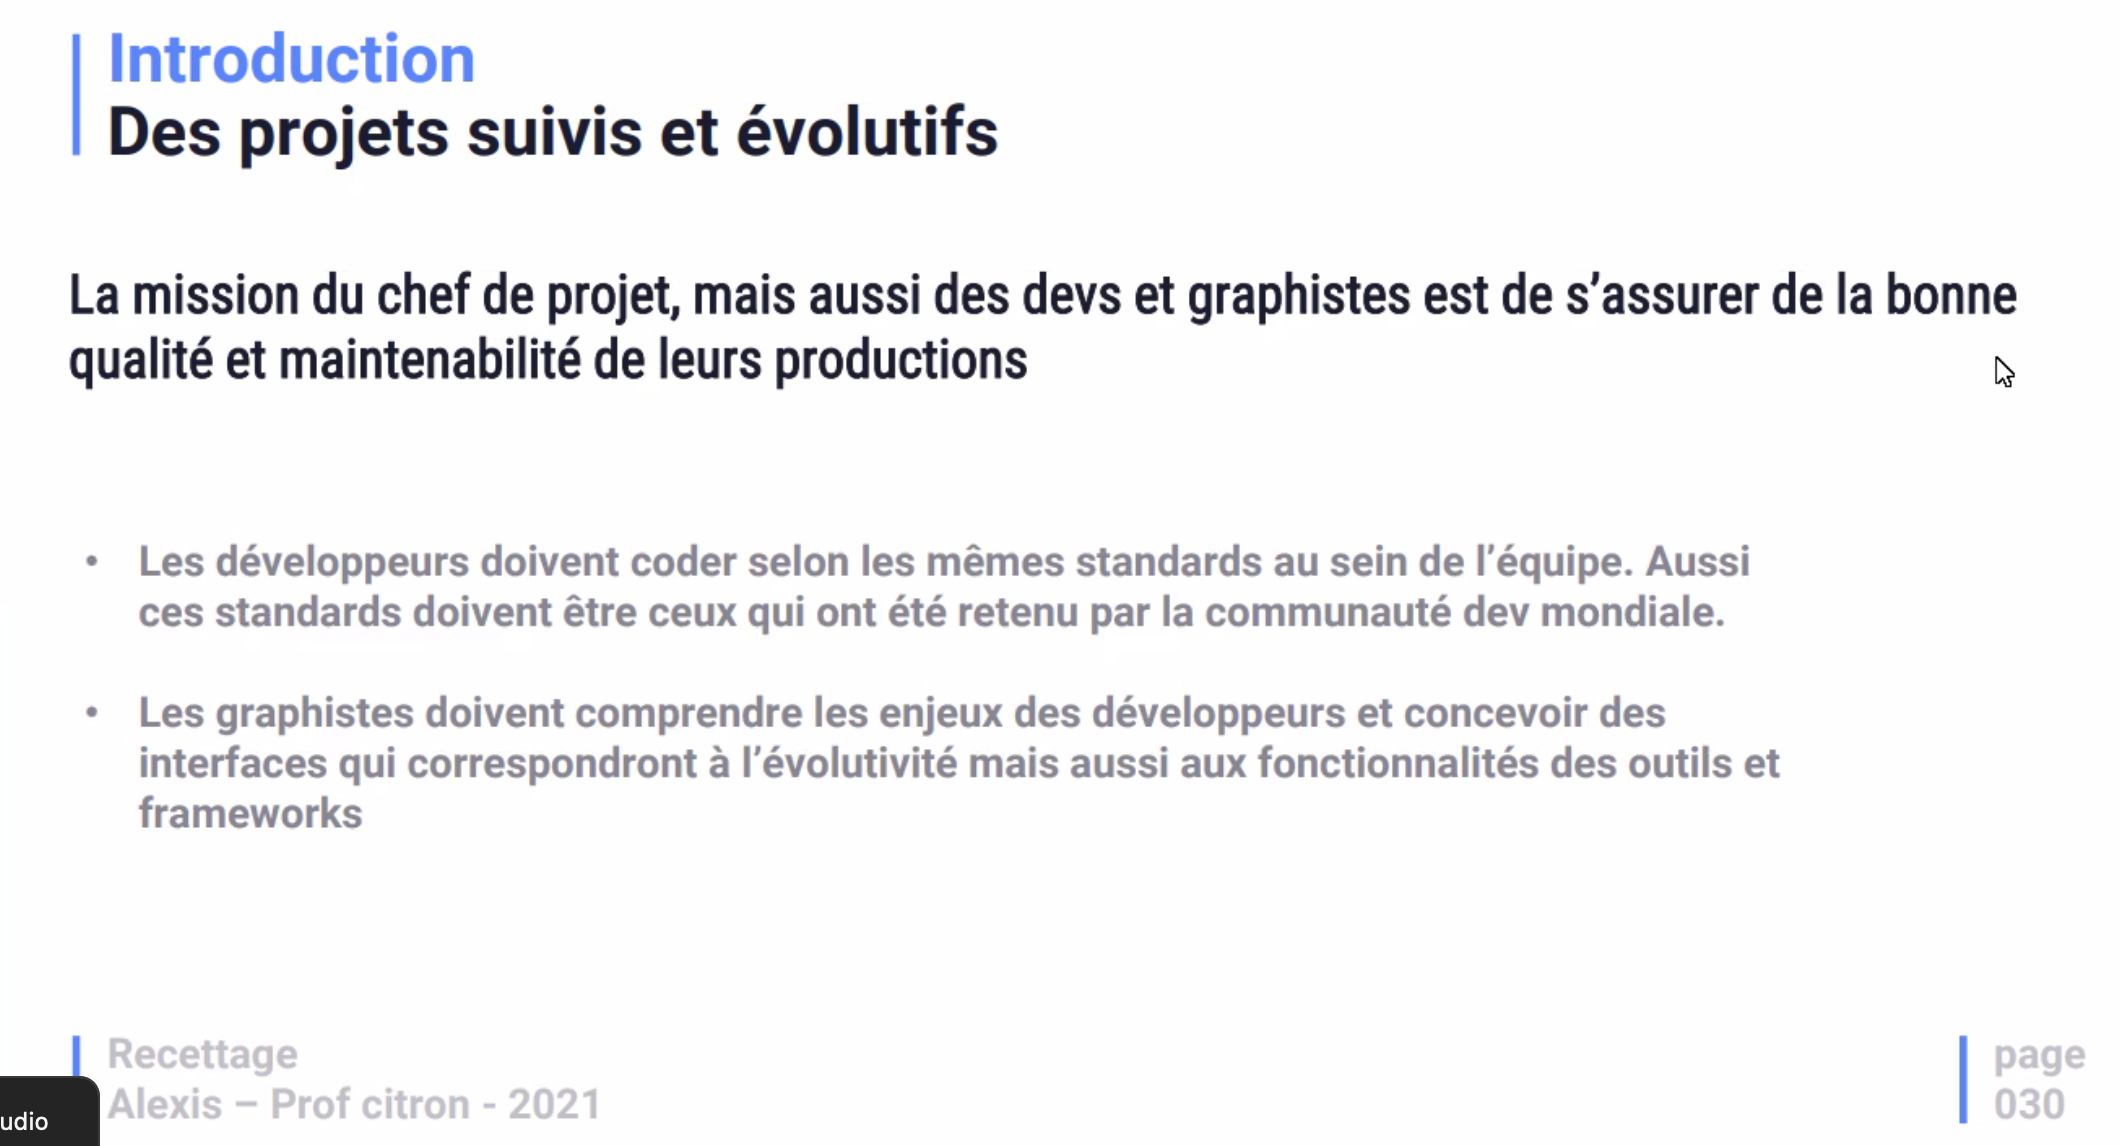 Introduction
Des projets suivis et évolutifs
La mission du chef de projet, mais aussi des devs et graphistes est de s’assurer de la bonne
qualité et maintenabilité de leurs productions
• Les développeurs doivent coder selon les mêmes standards au sein de l’équipe. Aussi
ces standards doivent être ceux qui ont été retenu par la communauté dev mondiale.
• Les graphistes doivent comprendre les enjeux des développeurs et concevoir des
interfaces qui correspondront à l’évolutivité mais aussi aux fonctionnalités des outils et
frameworks
Recettage
Alexis – Prof citron - 2021
udio
page
030